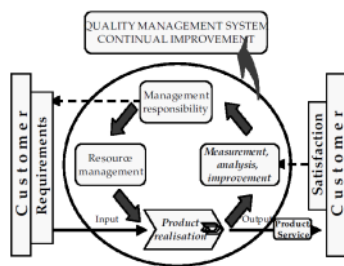 QUALITY MANAGEMENT SYSTEM
CONTINUAL IMPROVEMENT
Customer
Requirements
Management
responsibility
Resource
management
Measurement,
analysis,
improvement
Satisfaction
Customer
Input
Product
realisation
Output
Product
Service